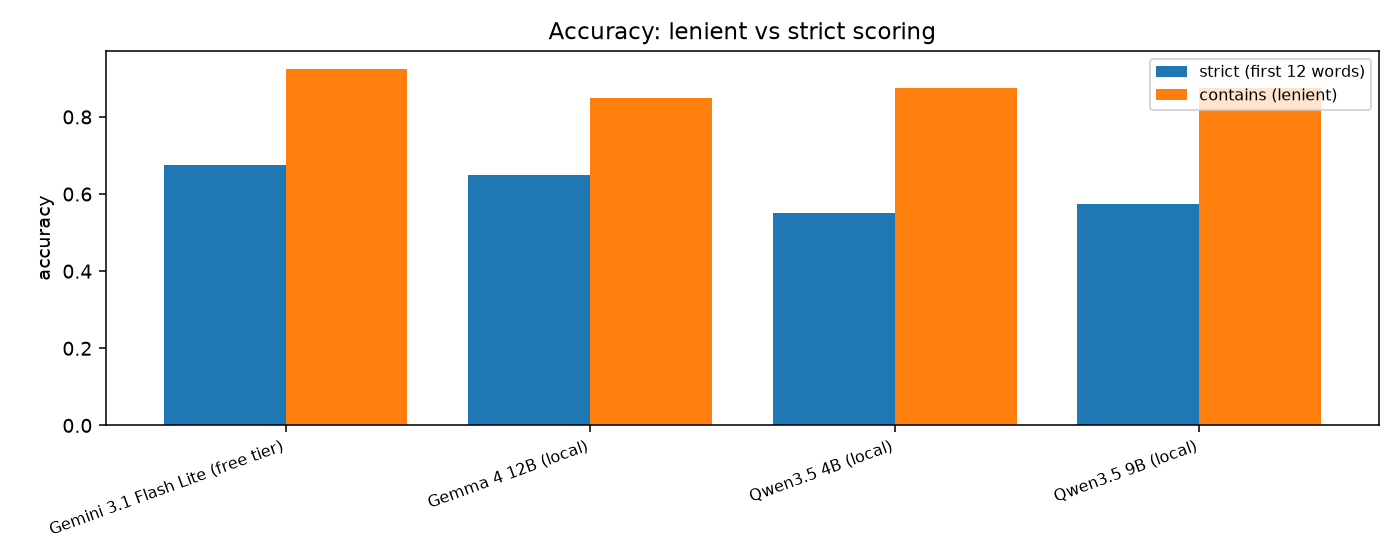 Accuracy: lenient vs strict scoring
strict (first 12 words)
contains (lenient)
accuracy
0.8
0.6
0.4
0.2
0.0
Gemini 3.1 Flash Lite (free tier)
Gemma 4 12B (local)
Qwen3.5 4B (local)
Qwen3.5 9B (local)